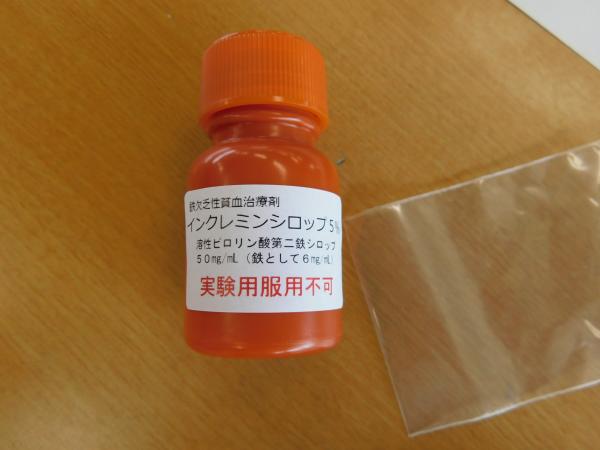 鉄欠乏性貧血治療剤
インクレミンシロップ5%
溶性ピロリン酸第二鉄シロップ
50mg/mL（鉄として6mg/mL）
実験用服用不可